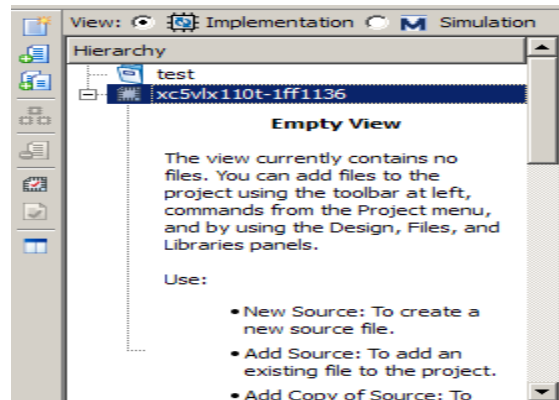 View: Implementation Simulation
Hierarchy
test
xc5vlx110t-1ff1136
Empty View
The view currently contains no
files. You can add files to the
project using the toolbar at left,
commands from the Project menu,
and by using the Design, Files, and
Libraries panels.
Use:
• New Source: To create a
new source file.
• Add Source: To add an
existing file to the project.
• Add Copy of Source: To